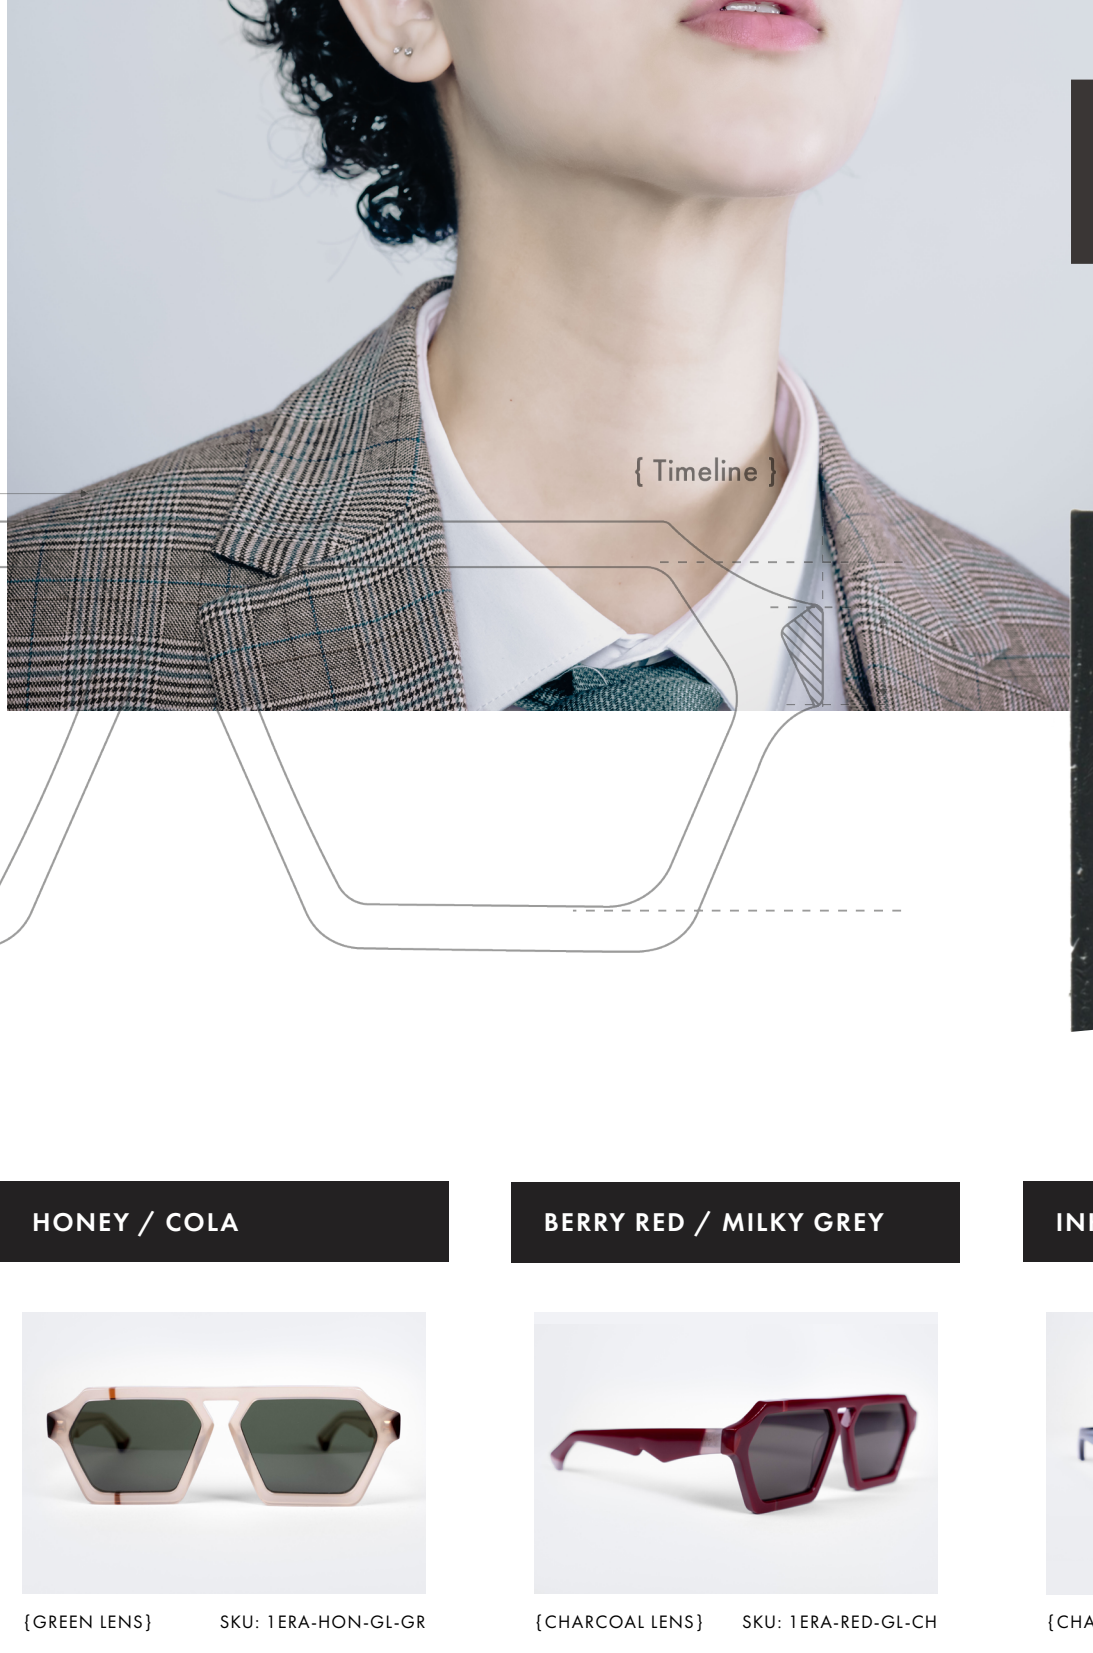 { Timeline }
HONEY / COLA
BERRY RED / MILKY GREY
{GREEN LENS} SKU: 1ERA-HON-GL-GR
{CHARCOAL LENS} SKU: 1ERA-RED-GL-CH